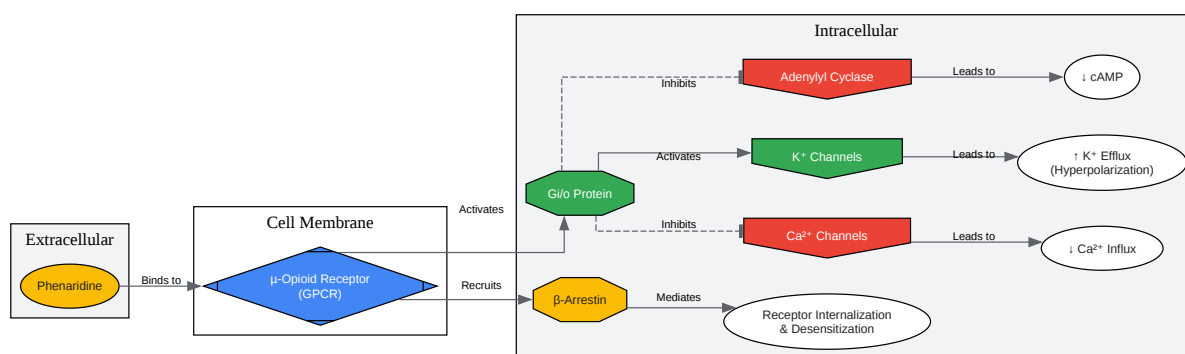 Intracellular
Adenylyl Cyclase
Leads to
↓ cAMP
Inhibits
K⁺ Channels
Activates
Leads to
↑ K⁺ Efflux
(Hyperpolarization)
Gi/o Protein
Cell Membrane
Activates
Inhibits
Ca²⁺ Channels
Leads to
↓ Ca²⁺ Influx
Extracellular
Phenaridine
Binds to
μ-Opioid Receptor
(GPCR)
Recruits
β-Arrestin
Mediates
Receptor Internalization
& Desensitization